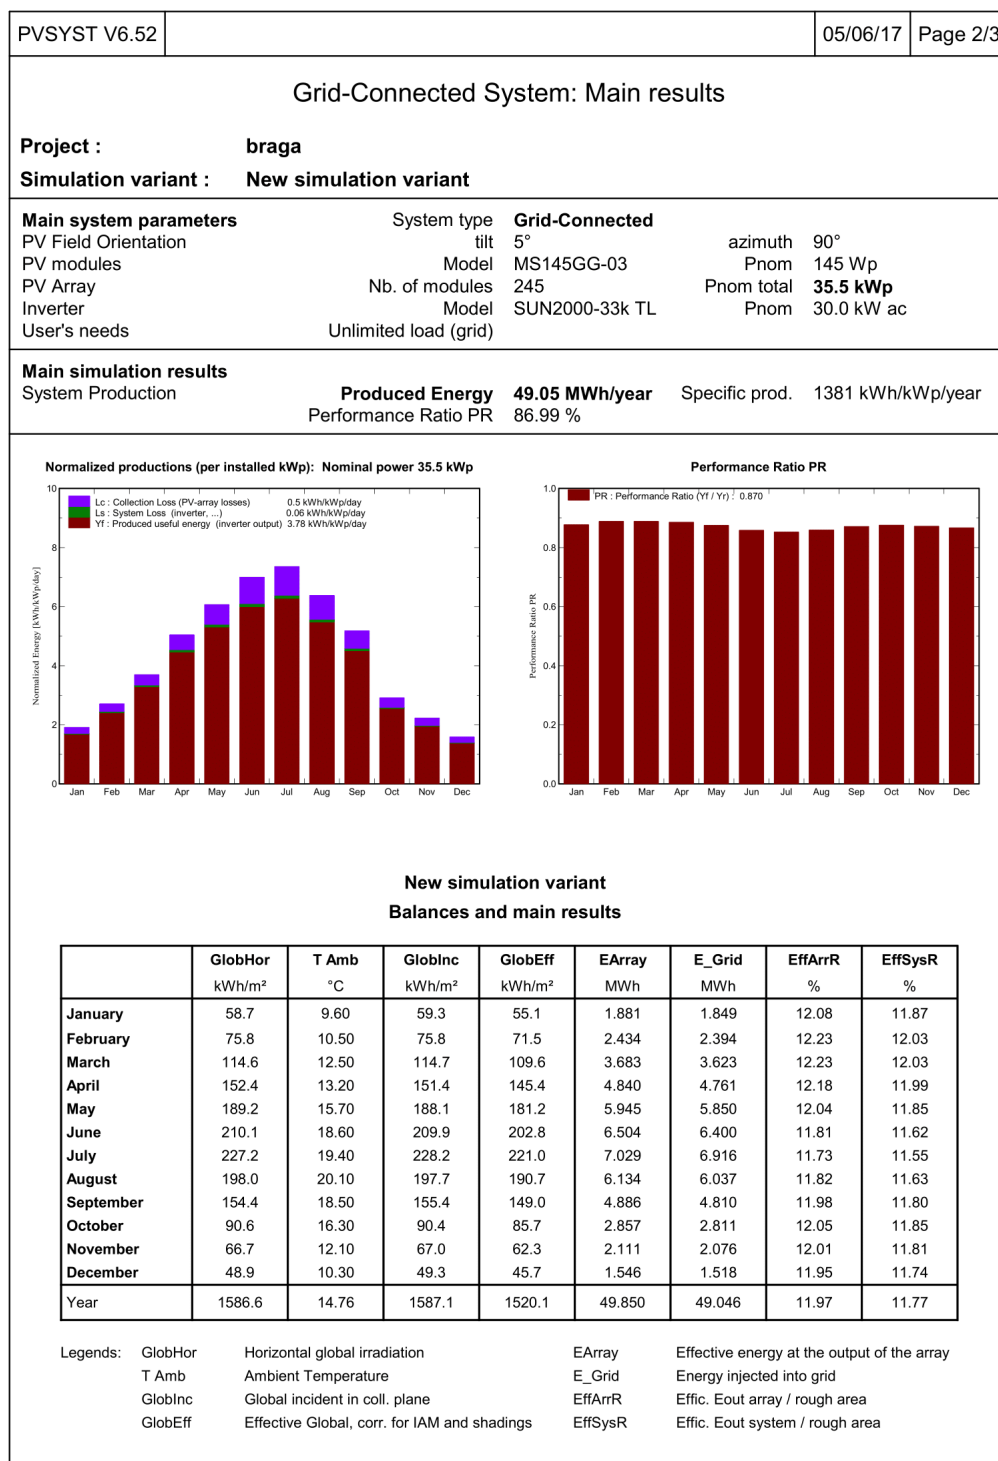 PVSYST V6.52 05/06/17 Page 2/3
Grid-Connected System: Main results
Project : braga
Simulation variant : New simulation variant
Main system parameters System type Grid-Connected
PV Field Orientation tilt 5° azimuth 90°
PV modules Model MS145GG-03 Pnom 145 Wp
PV Array Nb. of modules 245 Pnom total 35.5 kWp
Inverter Model SUN2000-33k TL Pnom 30.0 kW ac
User's needs Unlimited load (grid)
Main simulation results
System Production Produced Energy 49.05 MWh/year Specific prod. 1381 kWh/kWp/year
Performance Ratio PR 86.99 %
Normalized productions (per installed kWp): Nominal power 35.5 kWp
Lc : Collection Loss (PV-array losses) 0.5 kWh/kWp/day
Ls : System Loss (inverter, ...) 0.06 kWh/kWp/day
Yf : Produced useful energy (inverter output) 3.78 kWh/kWp/day
10
8
6
4
2
0
Normalized Energy [kWh/kWp/day]
Jan Feb Mar Apr May Jun Jul Aug Sep Oct Nov Dec
Performance Ratio PR
PR : Performance Ratio (Yf / Yr) : 0.870
1.0
0.8
0.6
0.4
0.2
0.0
Performance Ratio PR
Jan Feb Mar Apr May Jun Jul Aug Sep Oct Nov Dec
New simulation variant
Balances and main results
GlobHor T Amb GlobInc GlobEff EArray E_Grid EffArrR EffSysR
kWh/m² °C kWh/m² kWh/m² MWh MWh % %
January 58.7 9.60 59.3 55.1 1.881 1.849 12.08 11.87
February 75.8 10.50 75.8 71.5 2.434 2.394 12.23 12.03
March 114.6 12.50 114.7 109.6 3.683 3.623 12.23 12.03
April 152.4 13.20 151.4 145.4 4.840 4.761 12.18 11.99
May 189.2 15.70 188.1 181.2 5.945 5.850 12.04 11.85
June 210.1 18.60 209.9 202.8 6.504 6.400 11.81 11.62
July 227.2 19.40 228.2 221.0 7.029 6.916 11.73 11.55
August 198.0 20.10 197.7 190.7 6.134 6.037 11.82 11.63
September 154.4 18.50 155.4 149.0 4.886 4.810 11.98 11.80
October 90.6 16.30 90.4 85.7 2.857 2.811 12.05 11.85
November 66.7 12.10 67.0 62.3 2.111 2.076 12.01 11.81
December 48.9 10.30 49.3 45.7 1.546 1.518 11.95 11.74
Year 1586.6 14.76 1587.1 1520.1 49.850 49.046 11.97 11.77
Legends: GlobHor Horizontal global irradiation EArray Effective energy at the output of the array
T Amb Ambient Temperature E_Grid Energy injected into grid
GlobInc Global incident in coll. plane EffArrR Effic. Eout array / rough area
GlobEff Effective Global, corr. for IAM and shadings EffSysR Effic. Eout system / rough area